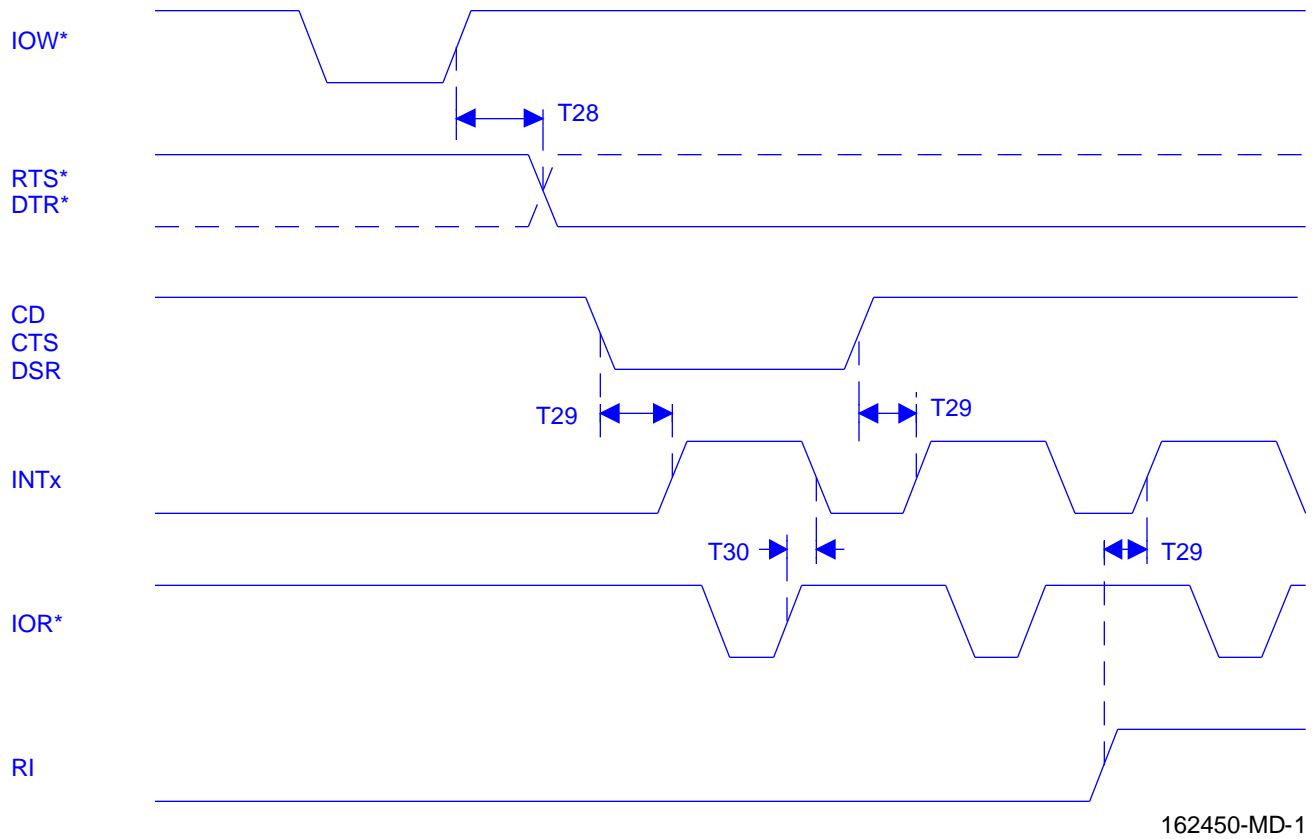 IOW*
T28
RTS*
DTR*
CD
CTS
DSR
T29
T29
INTx
T30
T29
IOR*
RI
162450-MD-1